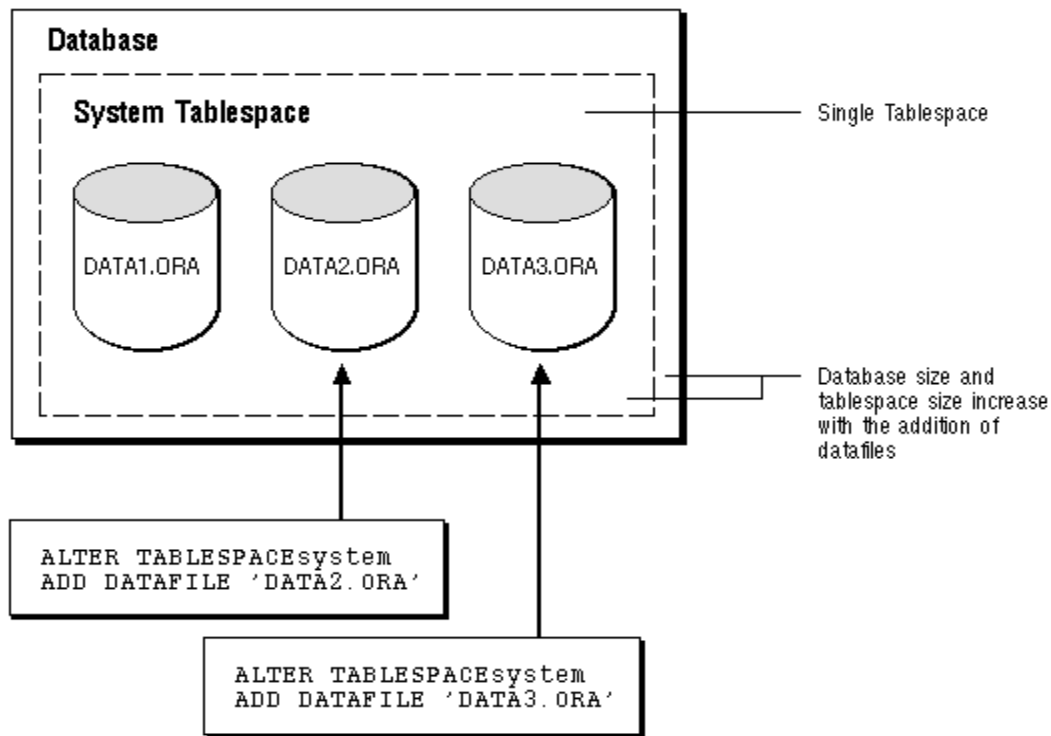 Database
System Tablespace
Single Tablespace
DATA1.ORA
DATA2.ORA
DATA3.ORA
Database size and
tablespace size increase
with the addition of
datafiles
ALTER TABLESPACEsystem
ADD DATAFILE 'DATA2.ORA'
ALTER TABLESPACEsystem
ADD DATAFILE 'DATA3.ORA'